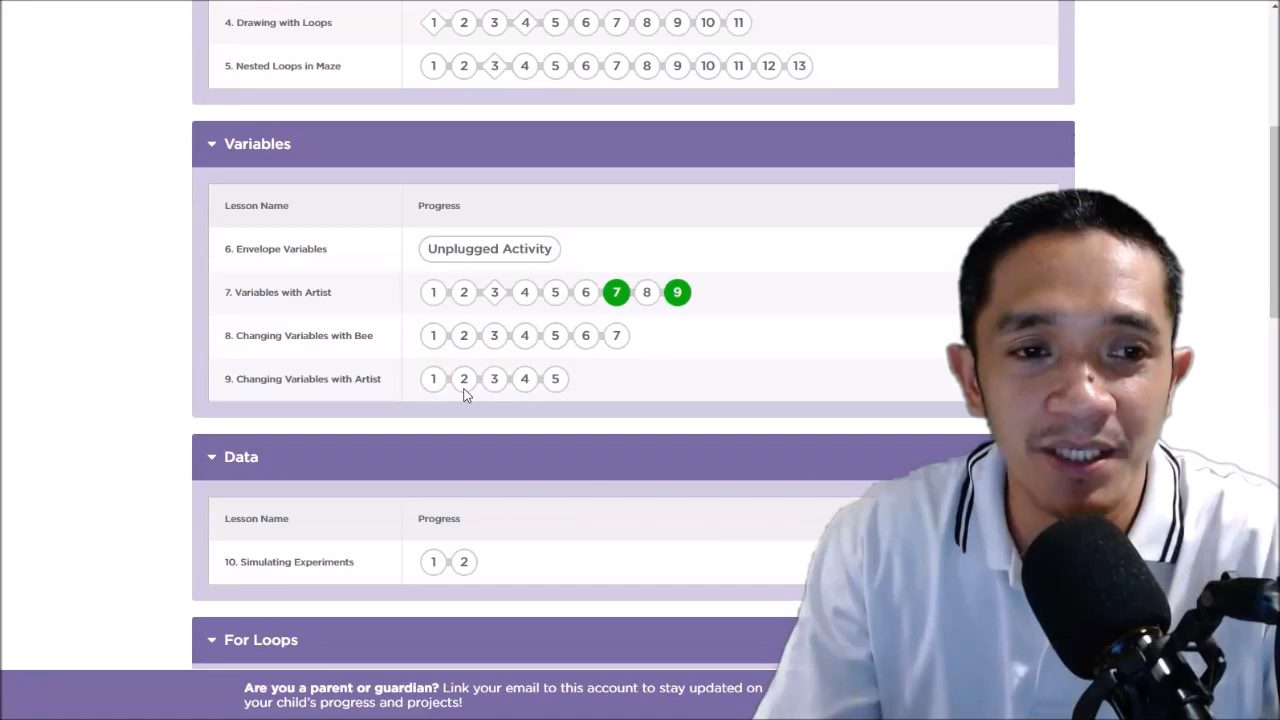 4. Drawing with Loops 1 2 3 4 5 6 7 8 9 10 11
5. Nested Loops in Maze 1 2 3 4 5 6 7 8 9 10 11 12 13
Variables
Lesson Name Progress
6. Envelope Variables Unplugged Activity
7. Variables with Artist 1 2 3 4 5 6 7 8 9
8. Changing Variables with Bee 1 2 3 4 5 6 7
9. Changing Variables with Artist 1 2 3 4 5
Data
Lesson Name Progress
10. Simulating Experiments 1 2
For Loops
Are you a parent or guardian? Link your email to this account to stay updated on
your child's progress and projects!